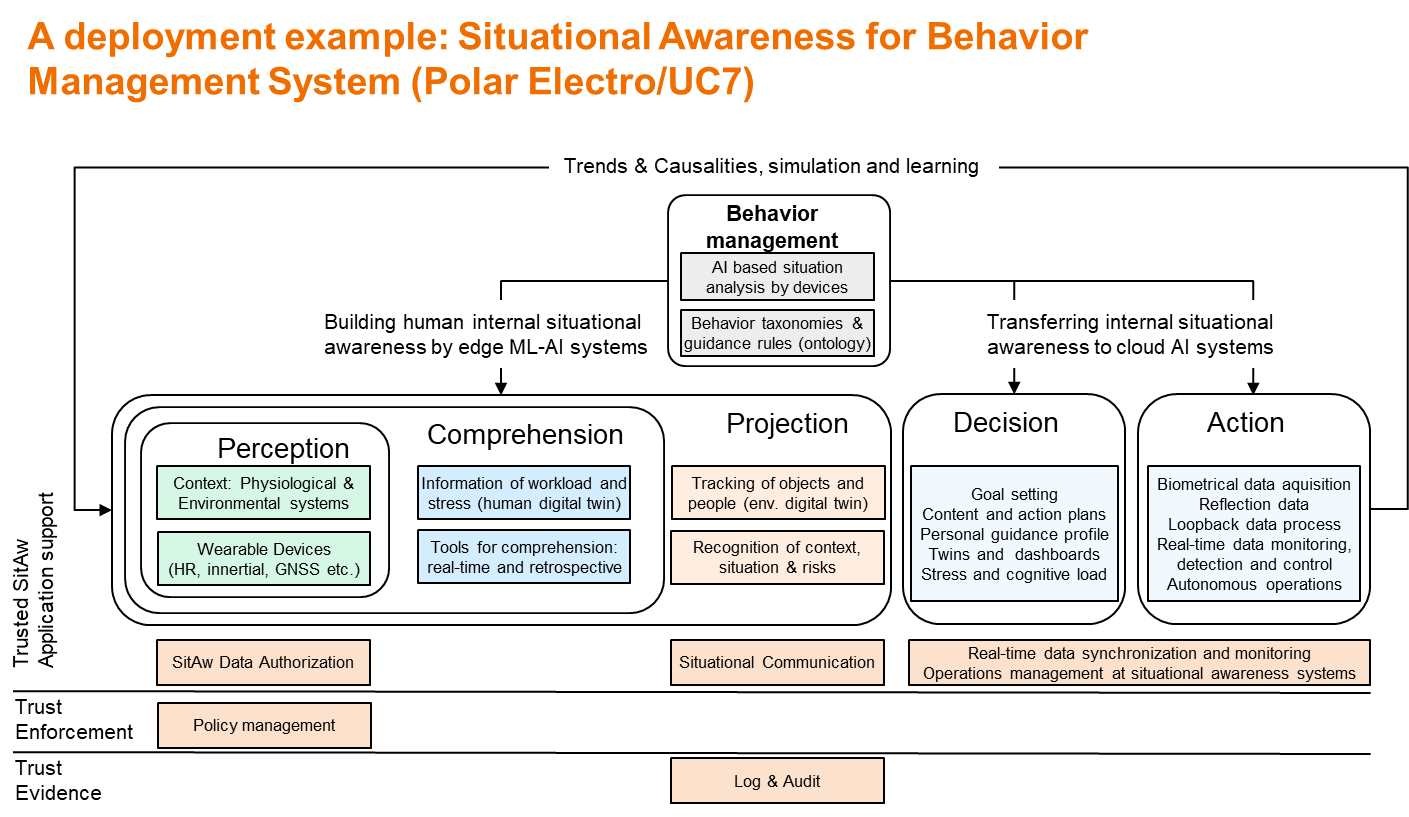 A deployment example: Situational Awareness for Behavior
Management System (Polar Electro/UC7)
Trends & Causalities, simulation and learning
Behavior
management
AI based situation
analysis by devices
Behavior taxonomies &
guidance rules (ontology)
Building human internal situational
awareness by edge ML-AI systems
Transferring internal situational
awareness to cloud AI systems
Perception
Context: Physiological &
Environmental systems
Wearable Devices
(HR, innertial, GNSS etc.)
Comprehension
Information of workload and
stress (human digital twin)
Tools for comprehension:
real-time and retrospective
Projection
Tracking of objects and
people (env. digital twin)
Recognition of context,
situation & risks
Decision
Goal setting
Content and action plans
Personal guidance profile
Twins and dashboards
Stress and cognitive load
Action
Biometrical data aquisition
Reflection data
Loopback data process
Real-time data monitoring,
detection and control
Autonomous operations
Trusted SitAw
Application support
SitAw Data Authorization
Situational Communication
Real-time data synchronization and monitoring
Operations management at situational awareness systems
Trust
Enforcement
Policy management
Trust
Evidence
Log & Audit